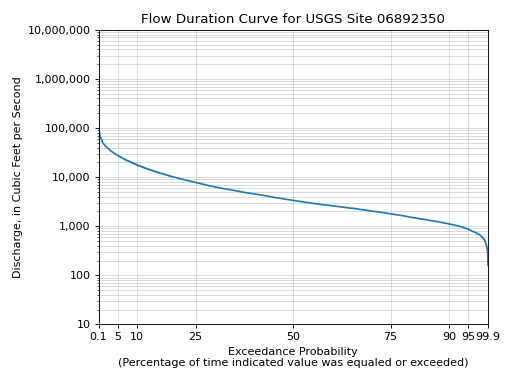 Flow Duration Curve for USGS Site 06892350
10,000,000
1,000,000
100,000
10,000
1,000
100
10
Discharge, in Cubic Feet per Second
0.1 5 10 25 50 75 90 95 99.9
Exceedance Probability
(Percentage of time indicated value was equaled or exceeded)